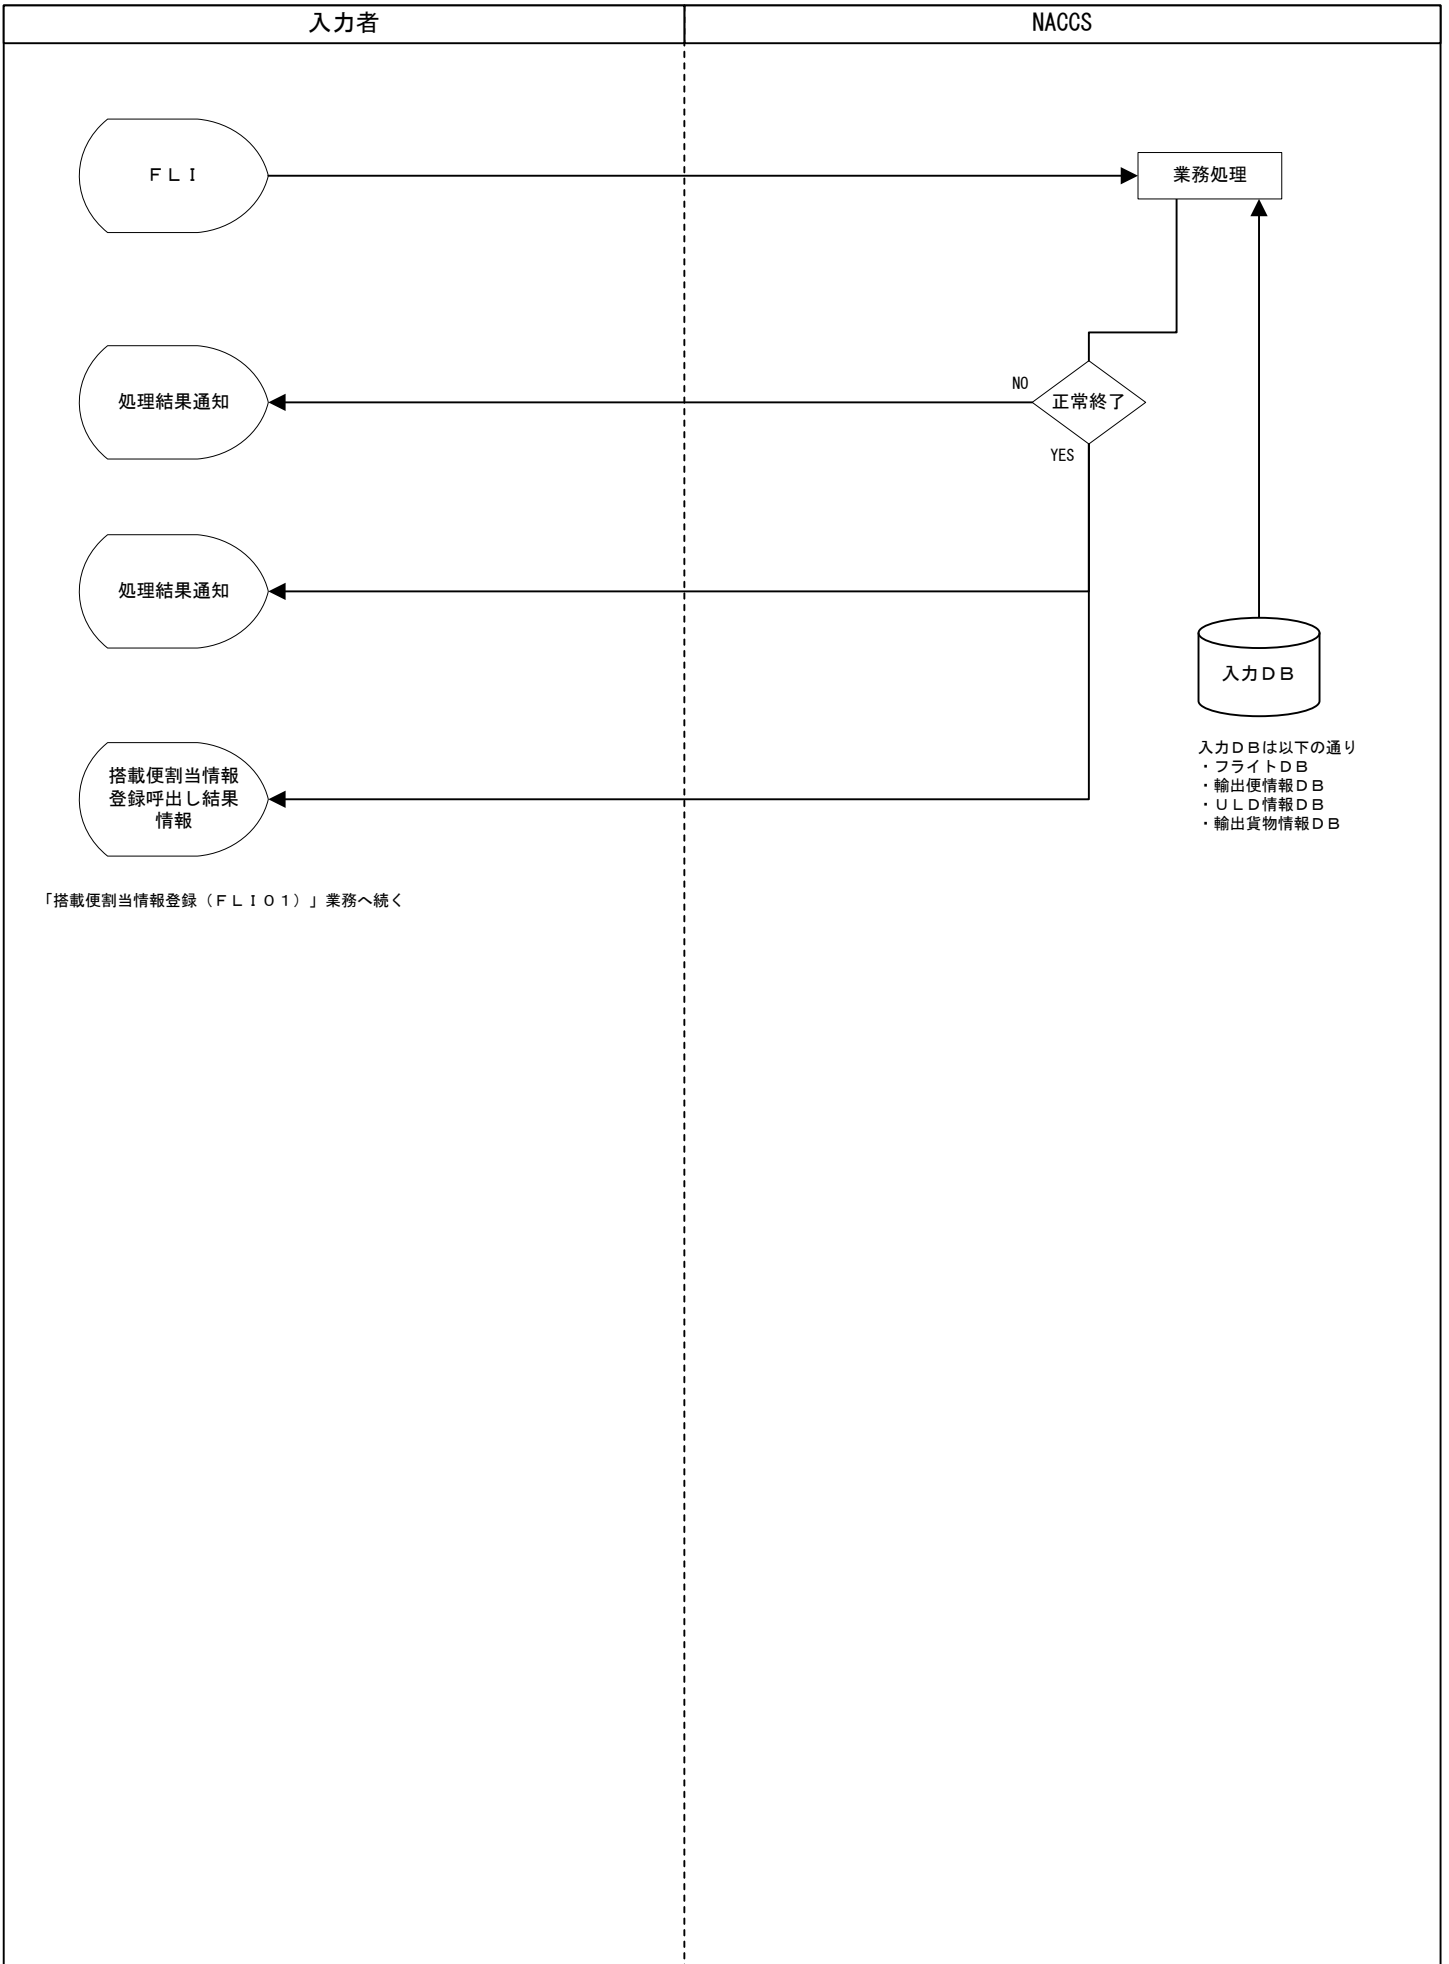 入力者
NACCS
ＦＬＩ
業務処理
処理結果通知
NO
正常終了
YES
処理結果通知
入力ＤＢ
入力ＤＢは以下の通り
・フライトＤＢ
・輸出便情報ＤＢ
・ＵＬＤ情報ＤＢ
・輸出貨物情報ＤＢ
搭載便割当情報
登録呼出し結果
情報
「搭載便割当情報登録（ＦＬＩ０１）」業務へ続く